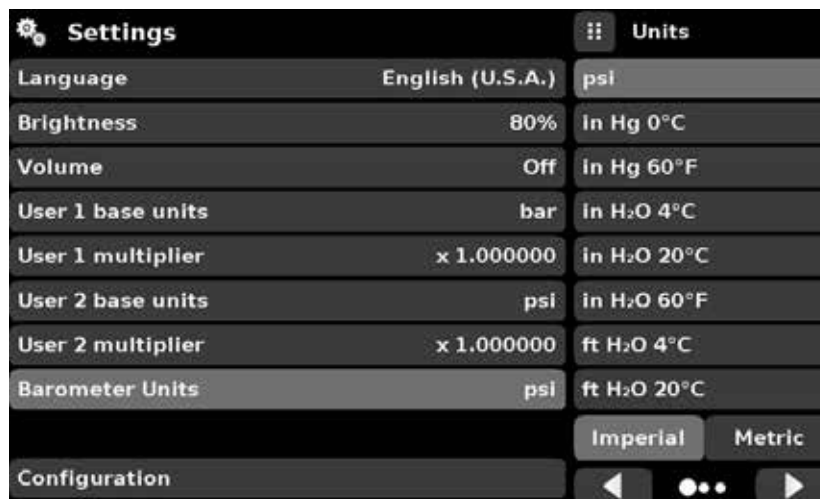 Settings
Language English (U.S.A.)
Brightness 80%
Volume Off
User 1 base units bar
User 1 multiplier x 1.000000
User 2 base units psi
User 2 multiplier x 1.000000
Barometer Units psi
Configuration
Units
psi
in Hg 0°C
in Hg 60°F
in H₂O 4°C
in H₂O 20°C
in H₂O 60°F
ft H₂O 4°C
ft H₂O 20°C
Imperial Metric